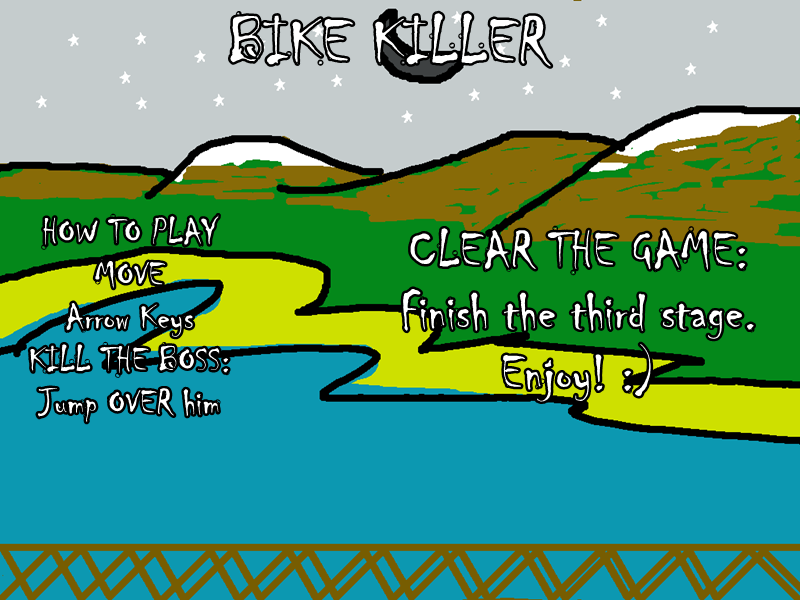 BIKE KILLER
HOW TO PLAY
MOVE
Arrow Keys
KILL THE BOSS:
Jump OVER him
CLEAR THE GAME:
Finish the third stage.
Enjoy! :)